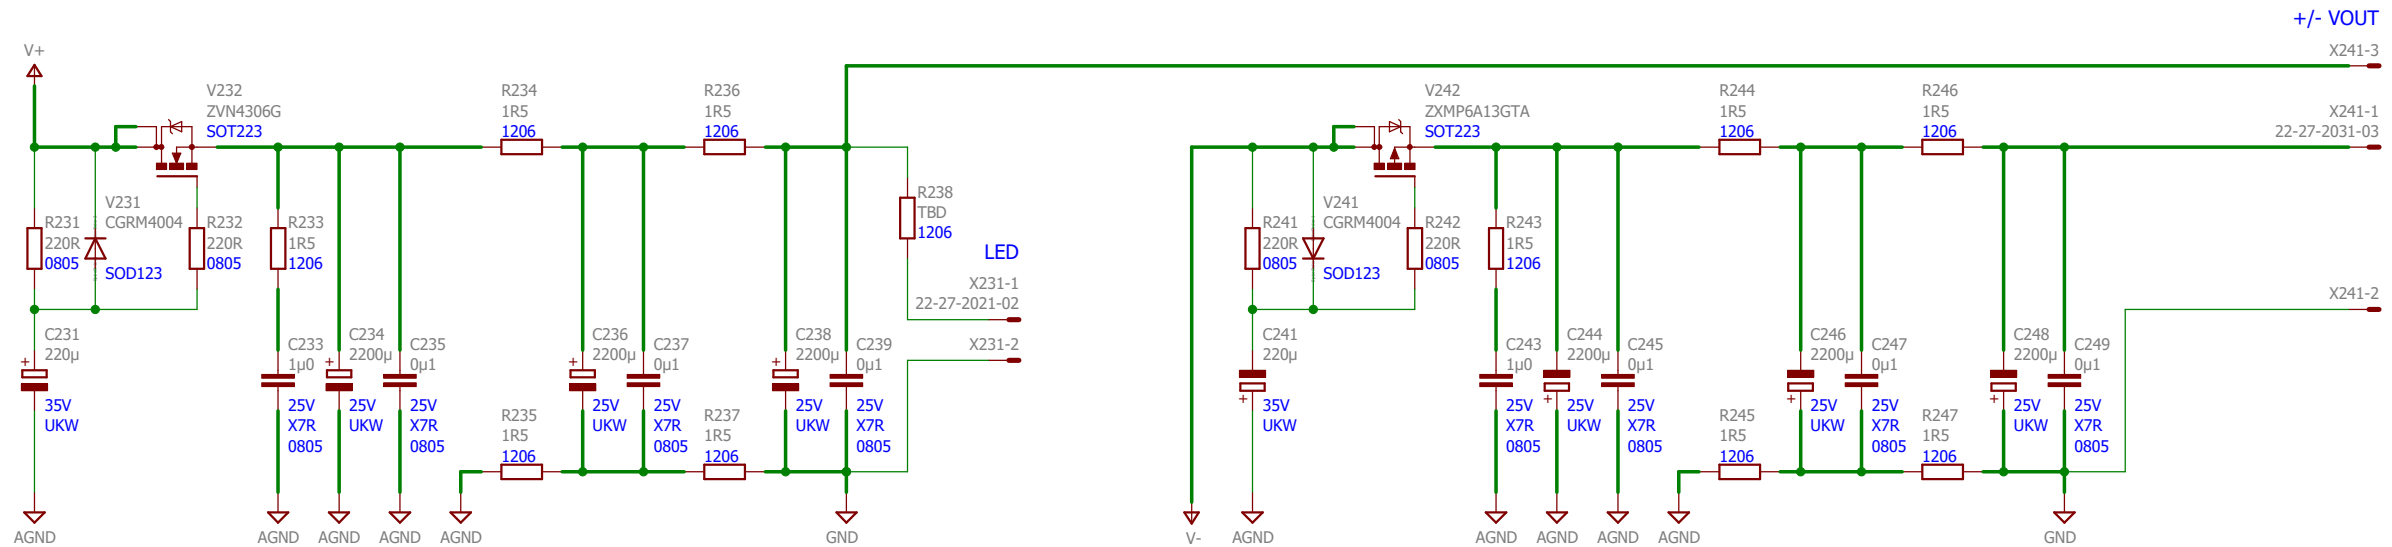 +/- VOUT
V+
X241-3
V232
ZVN4306G
SOT223
R234
1R5
1206
R236
1R5
1206
V242
ZXMP6A13GTA
SOT223
R244
1R5
1206
R246
1R5
1206
X241-1
22-27-2031-03
R231
220R
0805
V231
CGRM4004
SOD123
R232
220R
0805
R233
1R5
1206
R238
TBD
1206
LED
X231-1
22-27-2021-02
X231-2
R241
220R
0805
V241
CGRM4004
SOD123
R242
220R
0805
R243
1R5
1206
X241-2
C231
220µ
+
35V
UKW
C233
1µ0
25V
X7R
0805
C234
2200µ
+
25V
UKW
C235
0µ1
25V
X7R
0805
C236
2200µ
+
25V
UKW
C237
0µ1
25V
X7R
0805
C238
2200µ
+
25V
UKW
C239
0µ1
25V
X7R
0805
R235
1R5
1206
R237
1R5
1206
C241
220µ
+
35V
UKW
C243
1µ0
25V
X7R
0805
C244
2200µ
+
25V
UKW
C245
0µ1
25V
X7R
0805
C246
2200µ
+
25V
UKW
C247
0µ1
25V
X7R
0805
C248
2200µ
+
25V
UKW
C249
0µ1
25V
X7R
0805
R245
1R5
1206
R247
1R5
1206
AGND
AGND
AGND
AGND
AGND
GND
V-
AGND
AGND
AGND
AGND
AGND
GND